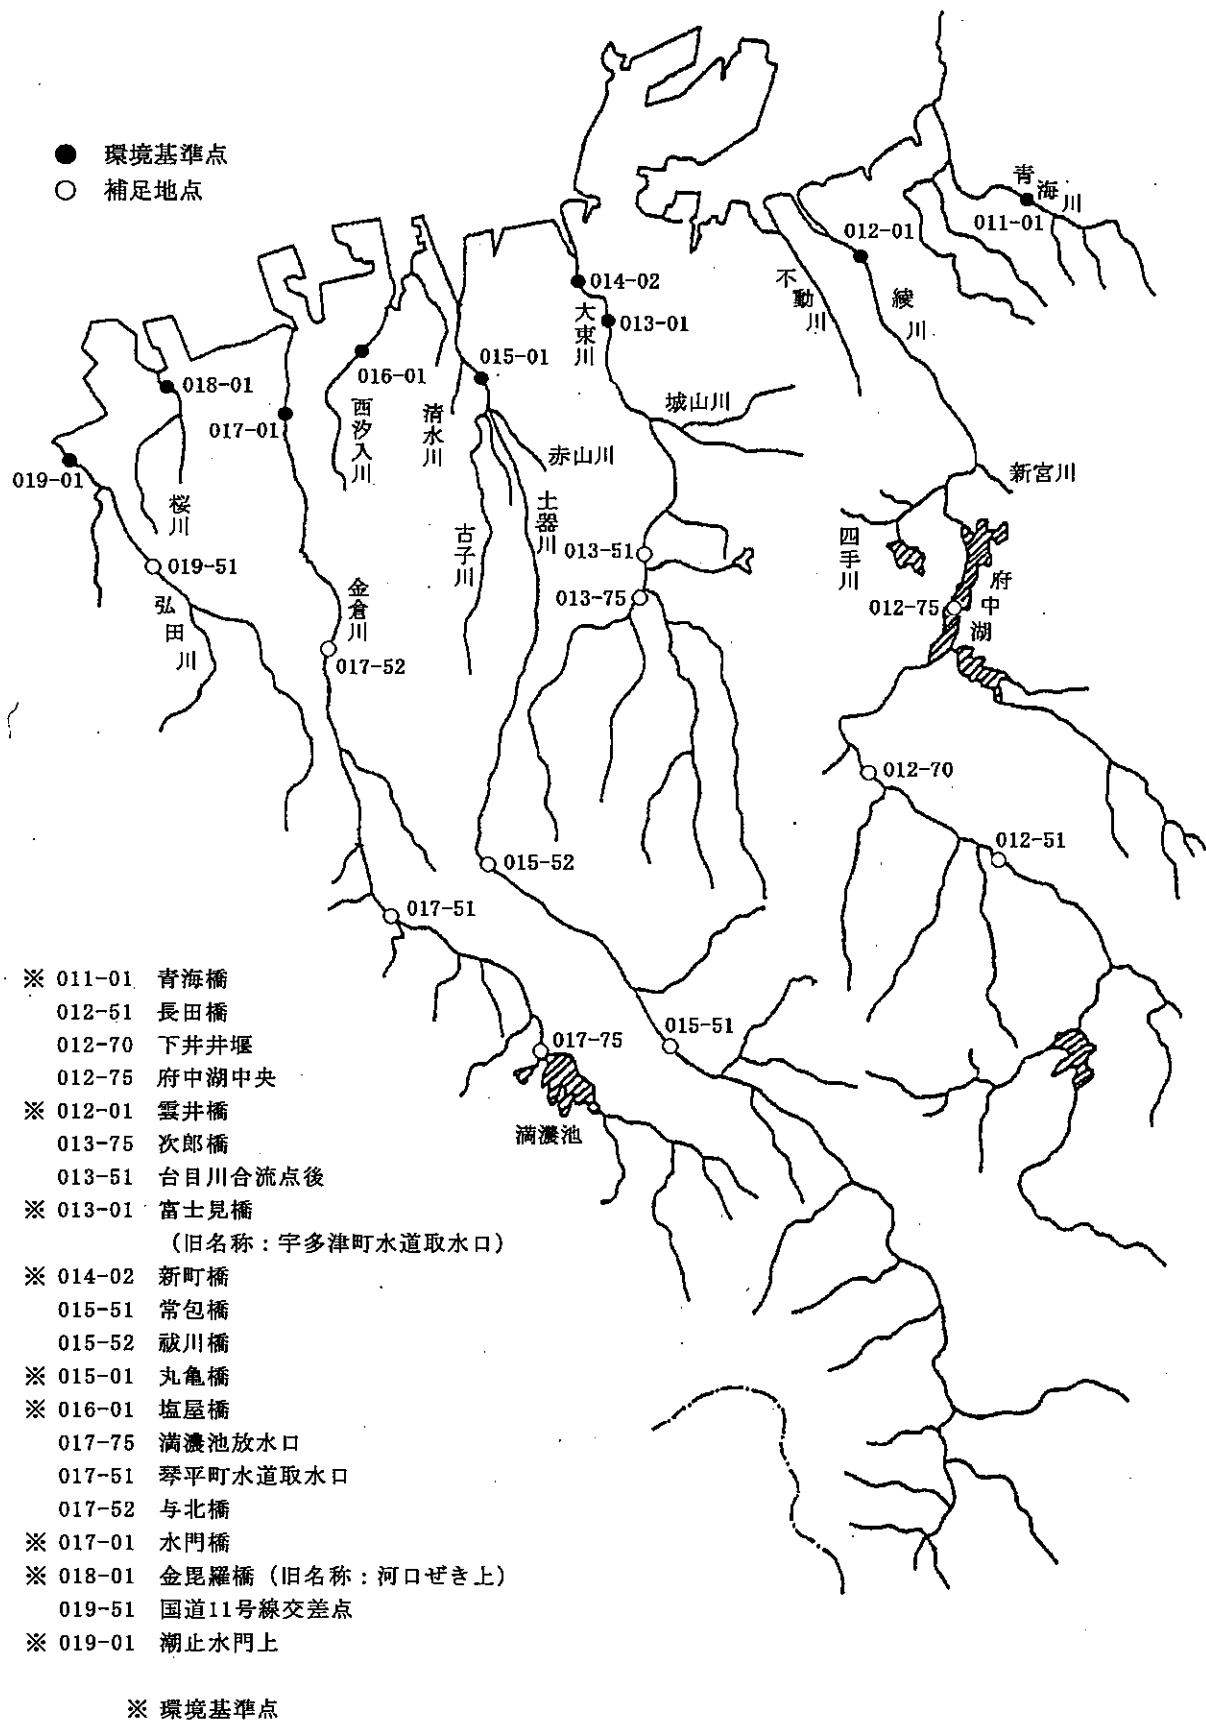 ● 環境基準点
○ 補足地点
青海川
011-01
012-01
不動川
綾川
014-02
大東川
013-01
015-01
016-01
018-01
017-01
西汐入川
清水川
城山川
赤山川
019-01
新宮川
桜川
土器川
古子川
四手川
013-51
019-51
府中湖
金倉川
013-75
012-75
弘田川
017-52
012-70
015-52
012-51
017-51
015-51
017-75
満濃池
※ 011-01 青海橋
012-51 長田橋
012-70 下井井堰
012-75 府中湖中央
※ 012-01 雲井橋
013-75 次郎橋
013-51 台目川合流点後
※ 013-01 富士見橋
(旧名称：宇多津町水道取水口)
※ 014-02 新町橋
015-51 常包橋
015-52 祓川橋
※ 015-01 丸亀橋
※ 016-01 塩屋橋
017-75 満濃池放水口
017-51 琴平町水道取水口
017-52 与北橋
※ 017-01 水門橋
※ 018-01 金毘羅橋 (旧名称：河口ぜき上)
019-51 国道11号線交差点
※ 019-01 潮止水門上
※ 環境基準点